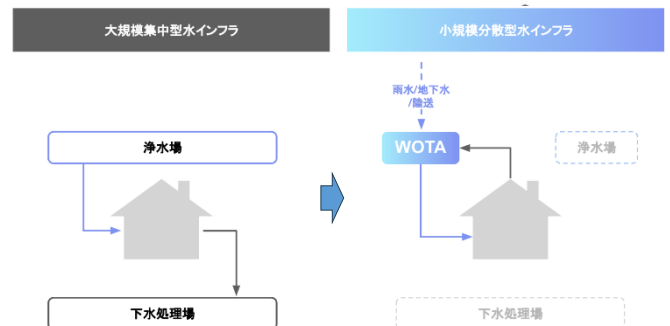 大規模集中型水インフラ
小規模分散型水インフラ
雨水/地下水
/陸送
浄水場
WOTA
浄水場
下水処理場
下水処理場